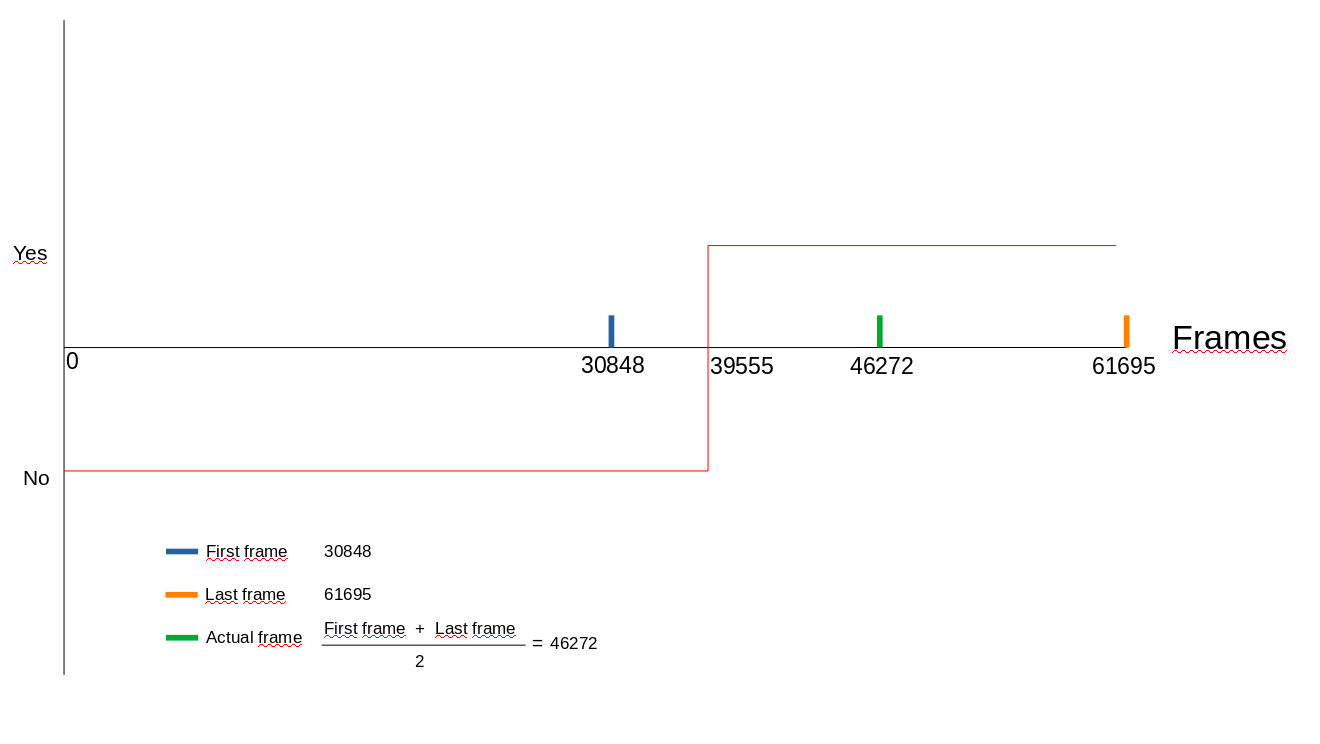 Yes
Frames
0
30848
39555
46272
61695
No
First frame 30848
Last frame 61695
Actual frame First frame + Last frame
= 46272
2